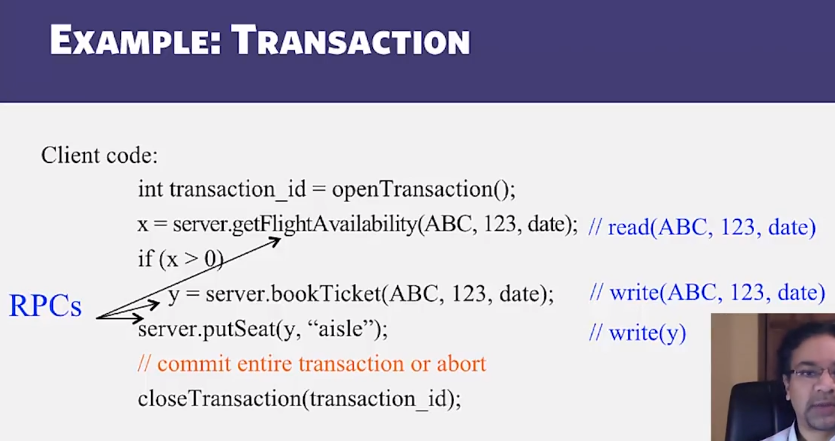 EXAMPLE: TRANSACTION
Client code:
int transaction_id = openTransaction();
x = server.getFlightAvailability(ABC, 123, date); // read(ABC, 123, date)
if (x > 0)
RPCs
y = server.bookTicket(ABC, 123, date); // write(ABC, 123, date)
server.putSeat(y, “aisle”); // write(y)
// commit entire transaction or abort
closeTransaction(transaction_id);